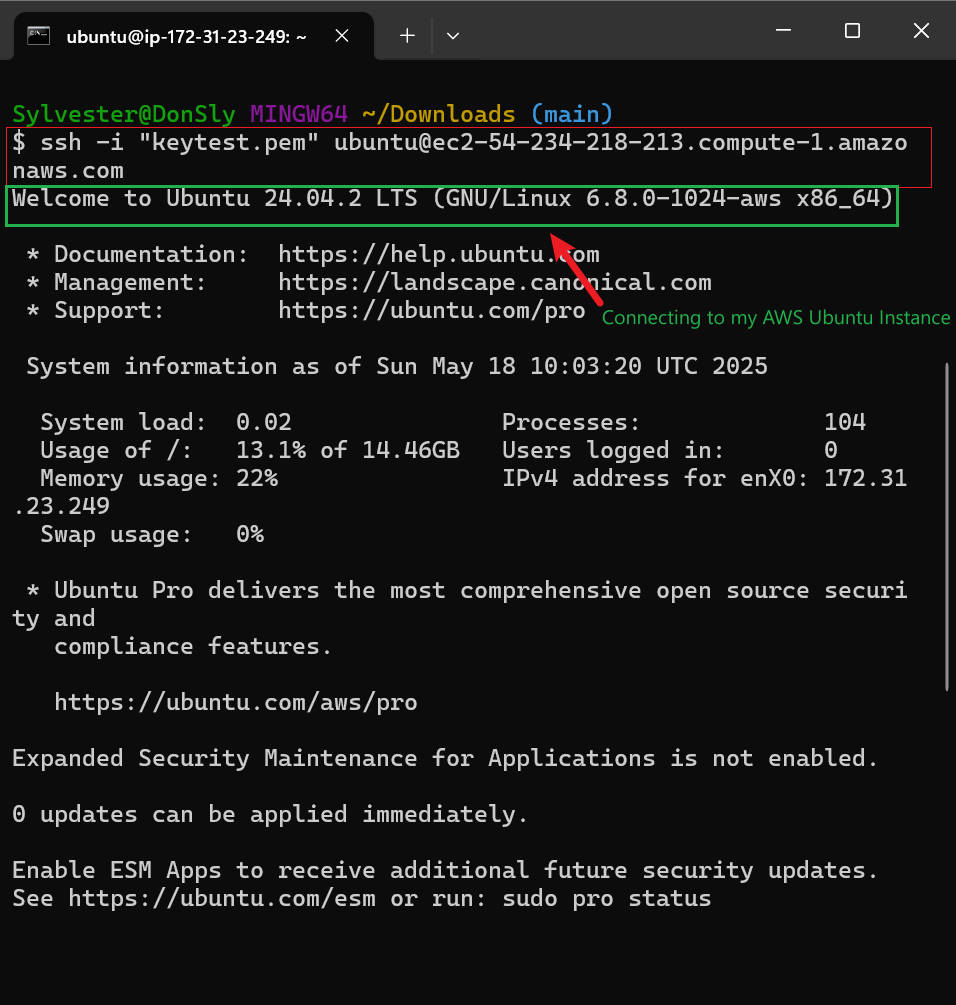 ubuntu@ip-172-31-23-249: ~
Sylvester@DonSly MINGW64 ~/Downloads (main)
$ ssh -i "keytest.pem" ubuntu@ec2-54-234-218-213.compute-1.amazo
naws.com
Welcome to Ubuntu 24.04.2 LTS (GNU/Linux 6.8.0-1024-aws x86_64)
* Documentation:  https://help.ubuntu.com
* Management:     https://landscape.canonical.com
* Support:        https://ubuntu.com/pro
Connecting to my AWS Ubuntu Instance
System information as of Sun May 18 10:03:20 UTC 2025
System load:  0.02                Processes:             104
Usage of /:   13.1% of 14.46GB   Users logged in:       0
Memory usage: 22%                IPv4 address for enX0: 172.31
.23.249
Swap usage:   0%
* Ubuntu Pro delivers the most comprehensive open source securi
ty and
compliance features.
https://ubuntu.com/aws/pro
Expanded Security Maintenance for Applications is not enabled.
0 updates can be applied immediately.
Enable ESM Apps to receive additional future security updates.
See https://ubuntu.com/esm or run: sudo pro status